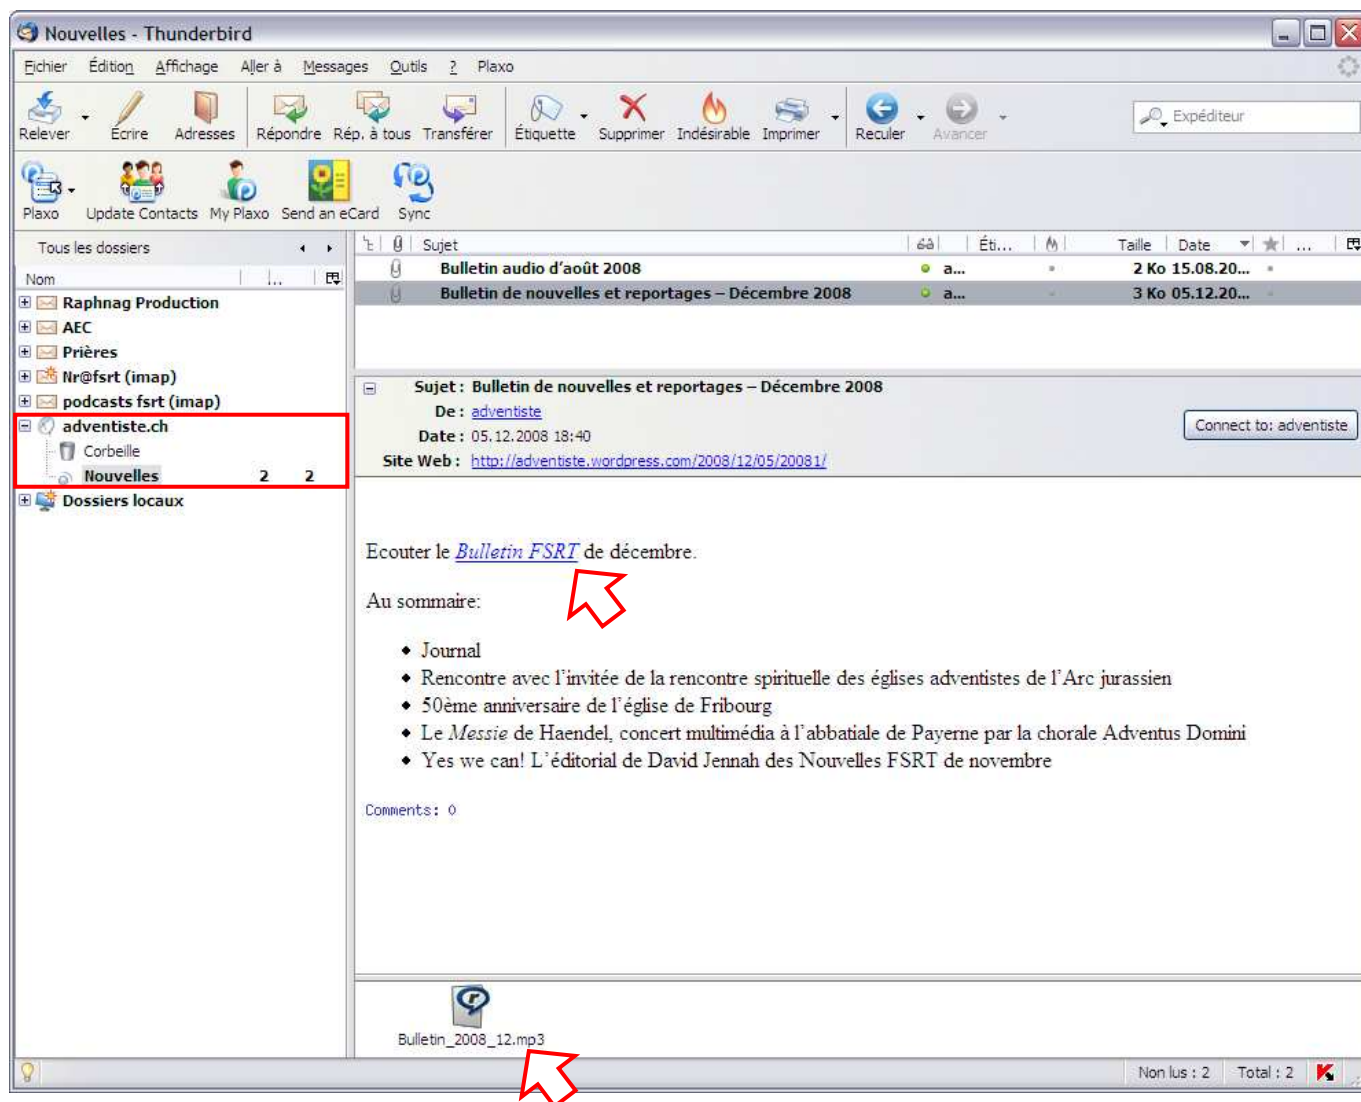 Nouvelles - Thunderbird
Fichier Édition Affichage Aller à Messages Outils ? Plaxo
Relever Écrire Adresses Répondre Rép. à tous Transférer Étiquette Supprimer Indésirable Imprimer Reculer Avancer Expéditeur
Plaxo Update Contacts My Plaxo Send an eCard Sync
Tous les dossiers
Nom ...
Raphnag Production
AEC
Prières
Nr@fsrt (imap)
podcasts fsrt (imap)
adventiste.ch
Corbeille
Nouvelles 2 2
Dossiers locaux
Sujet Éti... Taille Date ...
Bulletin audio d'août 2008 a... 2 Ko 15.08.20...
Bulletin de nouvelles et reportages – Décembre 2008 a... 3 Ko 05.12.20...
Sujet : Bulletin de nouvelles et reportages – Décembre 2008
De : adventiste
Date : 05.12.2008 18:40
Site Web : http://adventiste.wordpress.com/2008/12/05/20081/
Connect to: adventiste
Ecouter le Bulletin FSRT de décembre.
Au sommaire:
• Journal
• Rencontre avec l'invitée de la rencontre spirituelle des églises adventistes de l'Arc jurassien
• 50ème anniversaire de l'église de Fribourg
• Le Messie de Haendel, concert multimédia à l'abbatiale de Payerne par la chorale Adventus Domini
• Yes we can! L'éditorial de David Jennah des Nouvelles FSRT de novembre
Comments: 0
Bulletin_2008_12.mp3
Non lus : 2 Total : 2